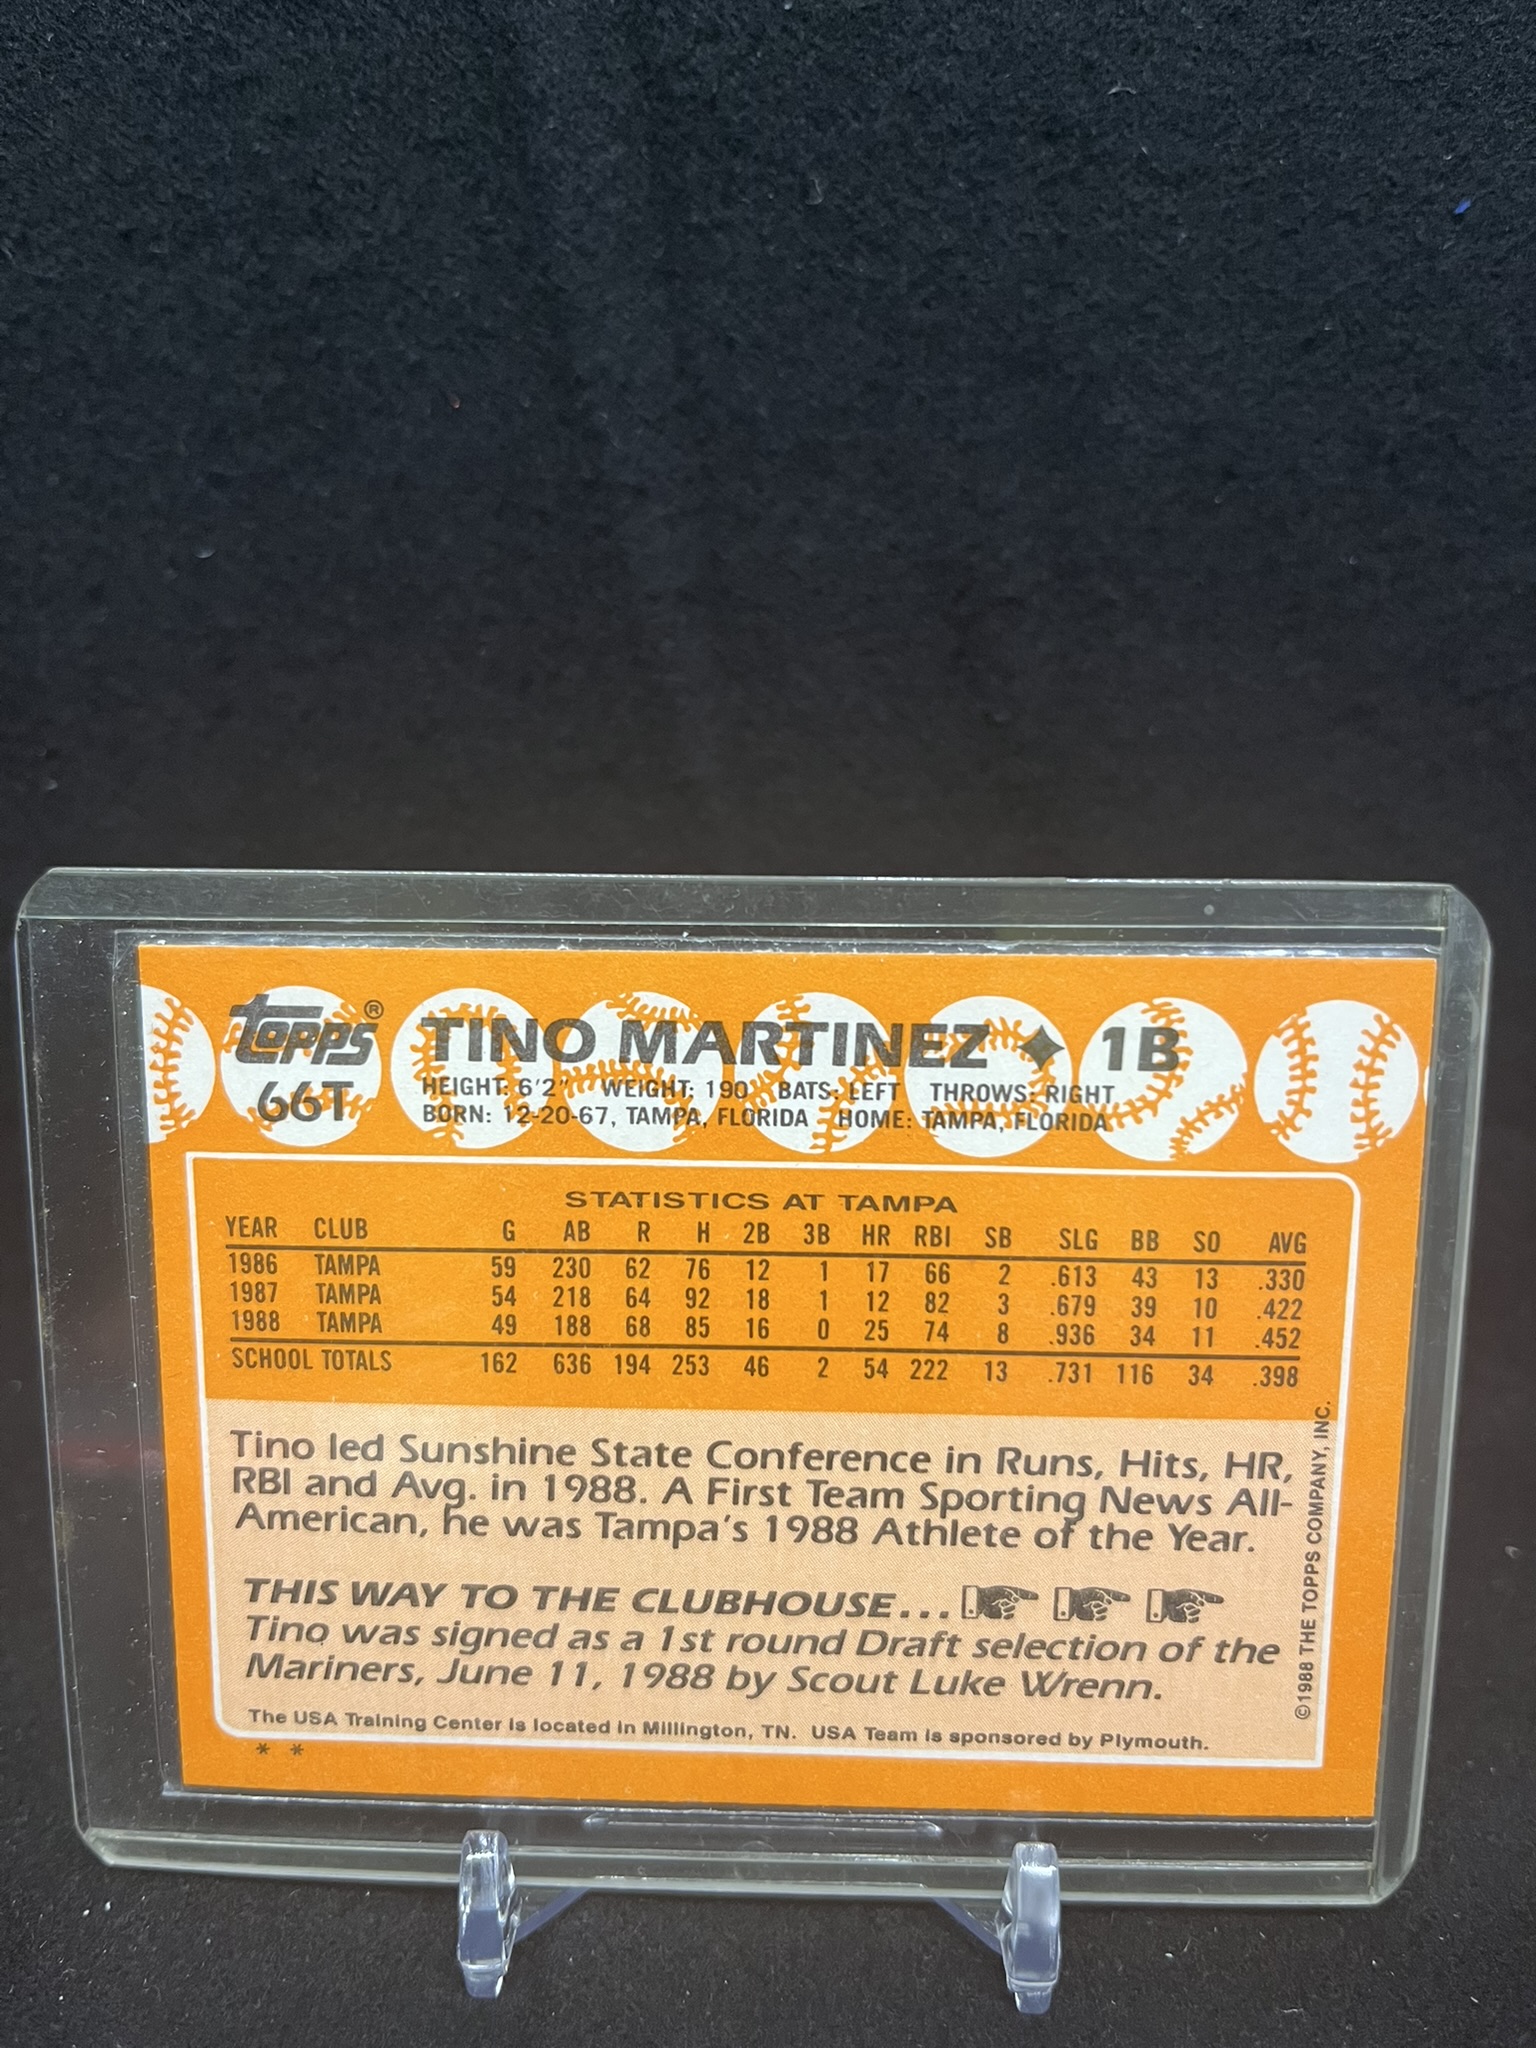 topps® TINO MARTINEZ ✦ 1B
66T HEIGHT: 6'2" WEIGHT: 190 BATS: LEFT THROWS: RIGHT
BORN: 12-20-67, TAMPA, FLORIDA HOME: TAMPA, FLORIDA
STATISTICS AT TAMPA
YEAR CLUB G AB R H 2B 3B HR RBI SB SLG BB SO AVG
1986 TAMPA 59 230 62 76 12 1 17 66 2 .613 43 13 .330
1987 TAMPA 54 218 64 92 18 1 12 82 3 .679 39 10 .422
1988 TAMPA 49 188 68 85 16 0 25 74 8 .936 34 11 .452
SCHOOL TOTALS 162 636 194 253 46 2 54 222 13 .731 116 34 .398
Tino led Sunshine State Conference in Runs, Hits, HR,
RBI and Avg. in 1988. A First Team Sporting News All-
American, he was Tampa's 1988 Athlete of the Year.
THIS WAY TO THE CLUBHOUSE...
Tino was signed as a 1st round Draft selection of the
Mariners, June 11, 1988 by Scout Luke Wrenn.
The USA Training Center is located in Millington, TN. USA Team is sponsored by Plymouth.
* *
©1988 THE TOPPS COMPANY, INC.